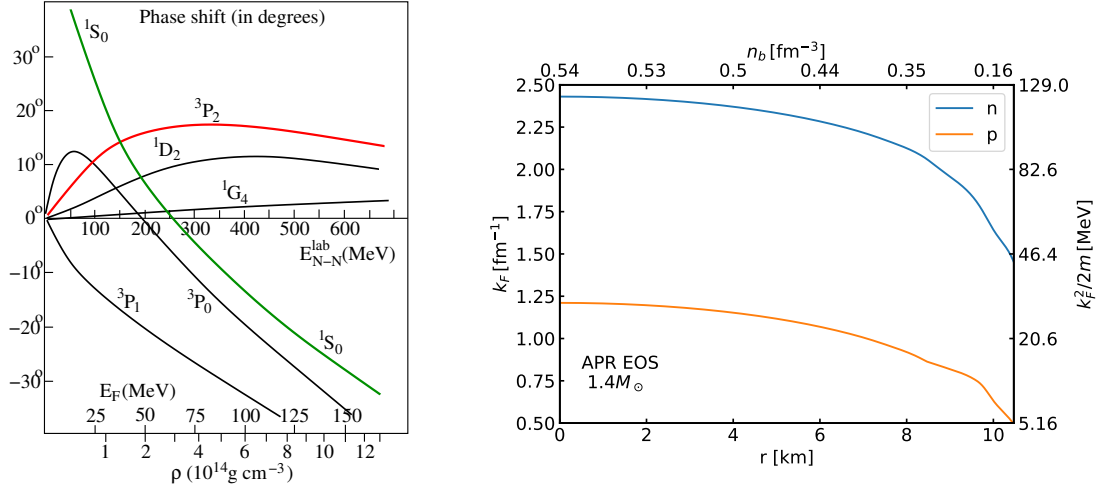 Phase shift (in degrees)
¹S₀
30°
20°
³P₂
¹D₂
10°
¹G₄
0°
100 200 300 400 500 600
E_{N−N}^{lab}(MeV)
−10°
³P₁
³P₀
−20°
¹S₀
−30°
E_F(MeV)
25 50 75 100 125 150
1 2 4 6 8 10 12
ρ (10¹⁴g cm⁻³)
n_b [fm⁻³]
0.54 0.53 0.5 0.44 0.35 0.16
2.50 129.0
n
p
2.25
2.00 82.6
1.75
k_F [fm⁻¹]
k_F²/2m [MeV]
1.50 46.4
1.25
1.00 20.6
APR EOS
1.4M_⊙
0.75
0.50 5.16
0 2 4 6 8 10
r [km]